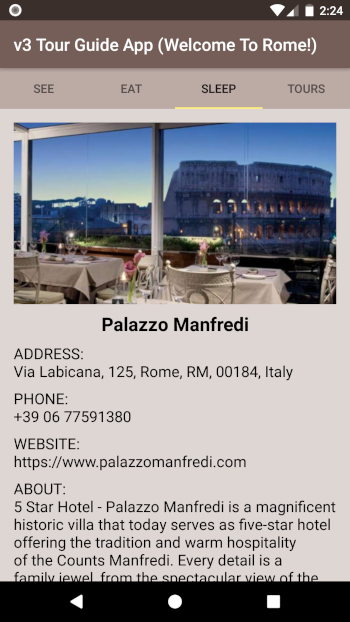 2:24
v3 Tour Guide App (Welcome To Rome!)
SEE EAT SLEEP TOURS
Palazzo Manfredi
ADDRESS:
Via Labicana, 125, Rome, RM, 00184, Italy
PHONE:
+39 06 77591380
WEBSITE:
https://www.palazzomanfredi.com
ABOUT:
5 Star Hotel - Palazzo Manfredi is a magnificent
historic villa that today serves as five-star hotel
offering the tradition and warm hospitality
of the Counts Manfredi. Every detail is a
family jewel, from the spectacular view of the